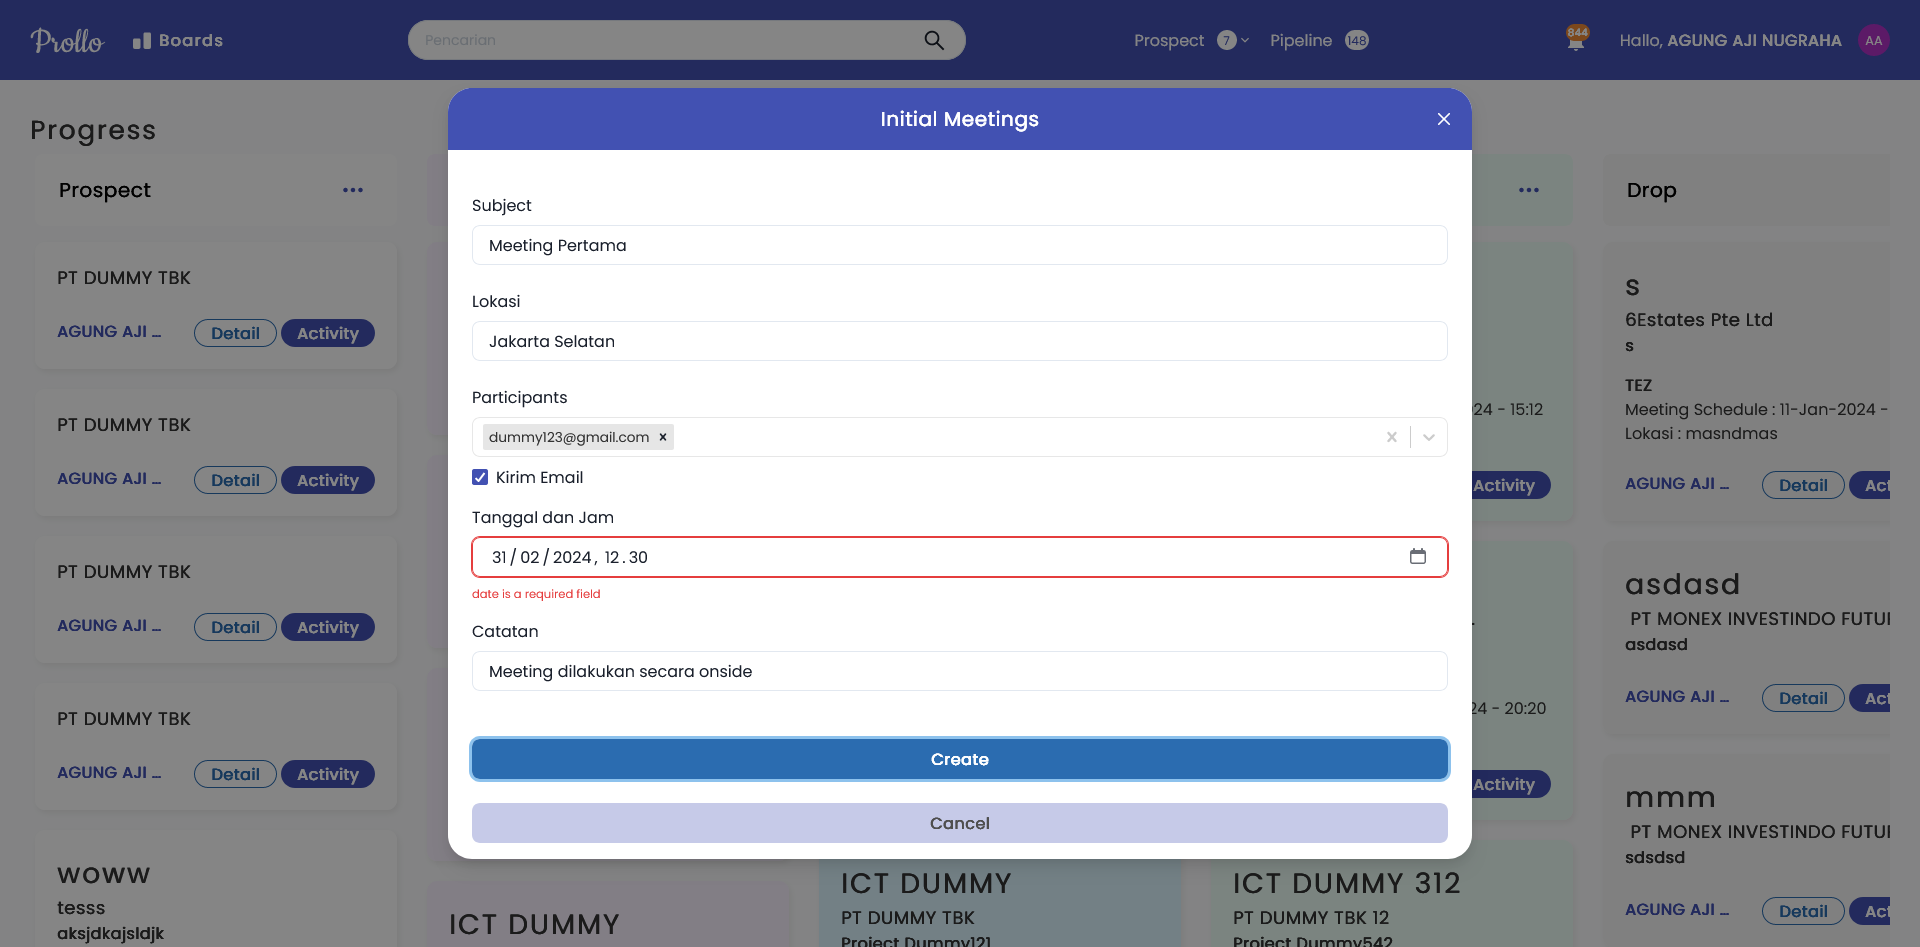 Prollo
Boards
Pencarian
Prospect 7
Pipeline 148
844
Hallo, AGUNG AJI NUGRAHA
AA
Progress
Initial Meetings
Subject
Meeting Pertama
Lokasi
Jakarta Selatan
Participants
dummy123@gmail.com
Kirim Email
Tanggal dan Jam
31/02/2024, 12.30
date is a required field
Catatan
Meeting dilakukan secara onside
Create
Cancel
Prospect
PT DUMMY TBK
AGUNG AJI ...
Detail
Activity
PT DUMMY TBK
AGUNG AJI ...
Detail
Activity
PT DUMMY TBK
AGUNG AJI ...
Detail
Activity
PT DUMMY TBK
AGUNG AJI ...
Detail
Activity
woww
tesss
aksjdkajsldjk
ICT DUMMY
ICT DUMMY
PT DUMMY TBK
Project Dummy121
24 - 15:12
Activity
24 - 20:20
Activity
ICT DUMMY 312
PT DUMMY TBK 12
Project Dummy542
Drop
S
6Estates Pte Ltd
s
TEZ
Meeting Schedule : 11-Jan-2024 -
Lokasi : masndmas
AGUNG AJI ...
Detail
Act
asdasd
PT MONEX INVESTINDO FUTUI
asdasd
AGUNG AJI ...
Detail
Act
mmm
PT MONEX INVESTINDO FUTUI
sdsdsd
AGUNG AJI ...
Detail
Act